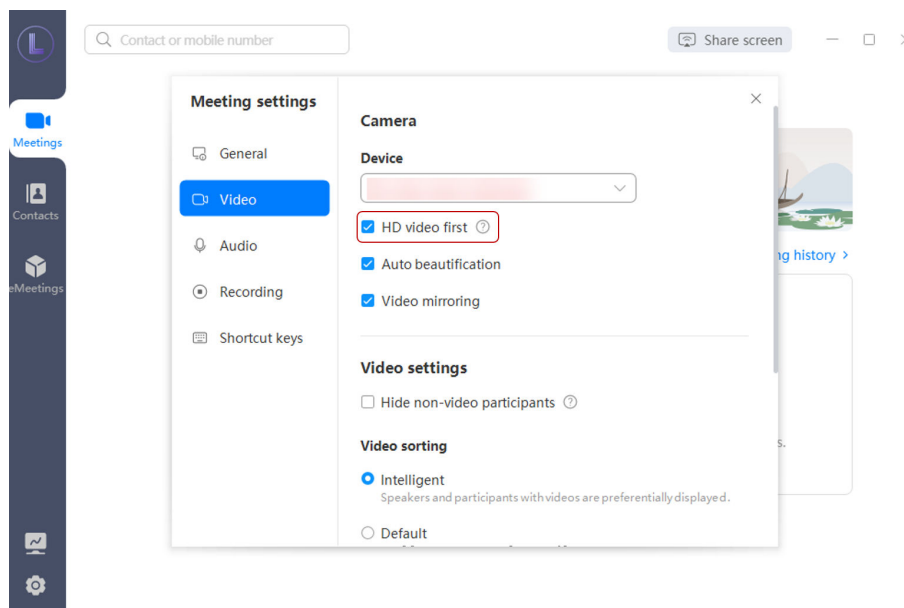 L
Contact or mobile number
Share screen
Meetings
Contacts
eMeetings
Meeting settings
General
Video
Audio
Recording
Shortcut keys
Camera
Device
HD video first ?
Auto beautification
Video mirroring
Video settings
Hide non-video participants ?
Video sorting
Intelligent
Speakers and participants with videos are preferentially displayed.
Default
ng history >
s.